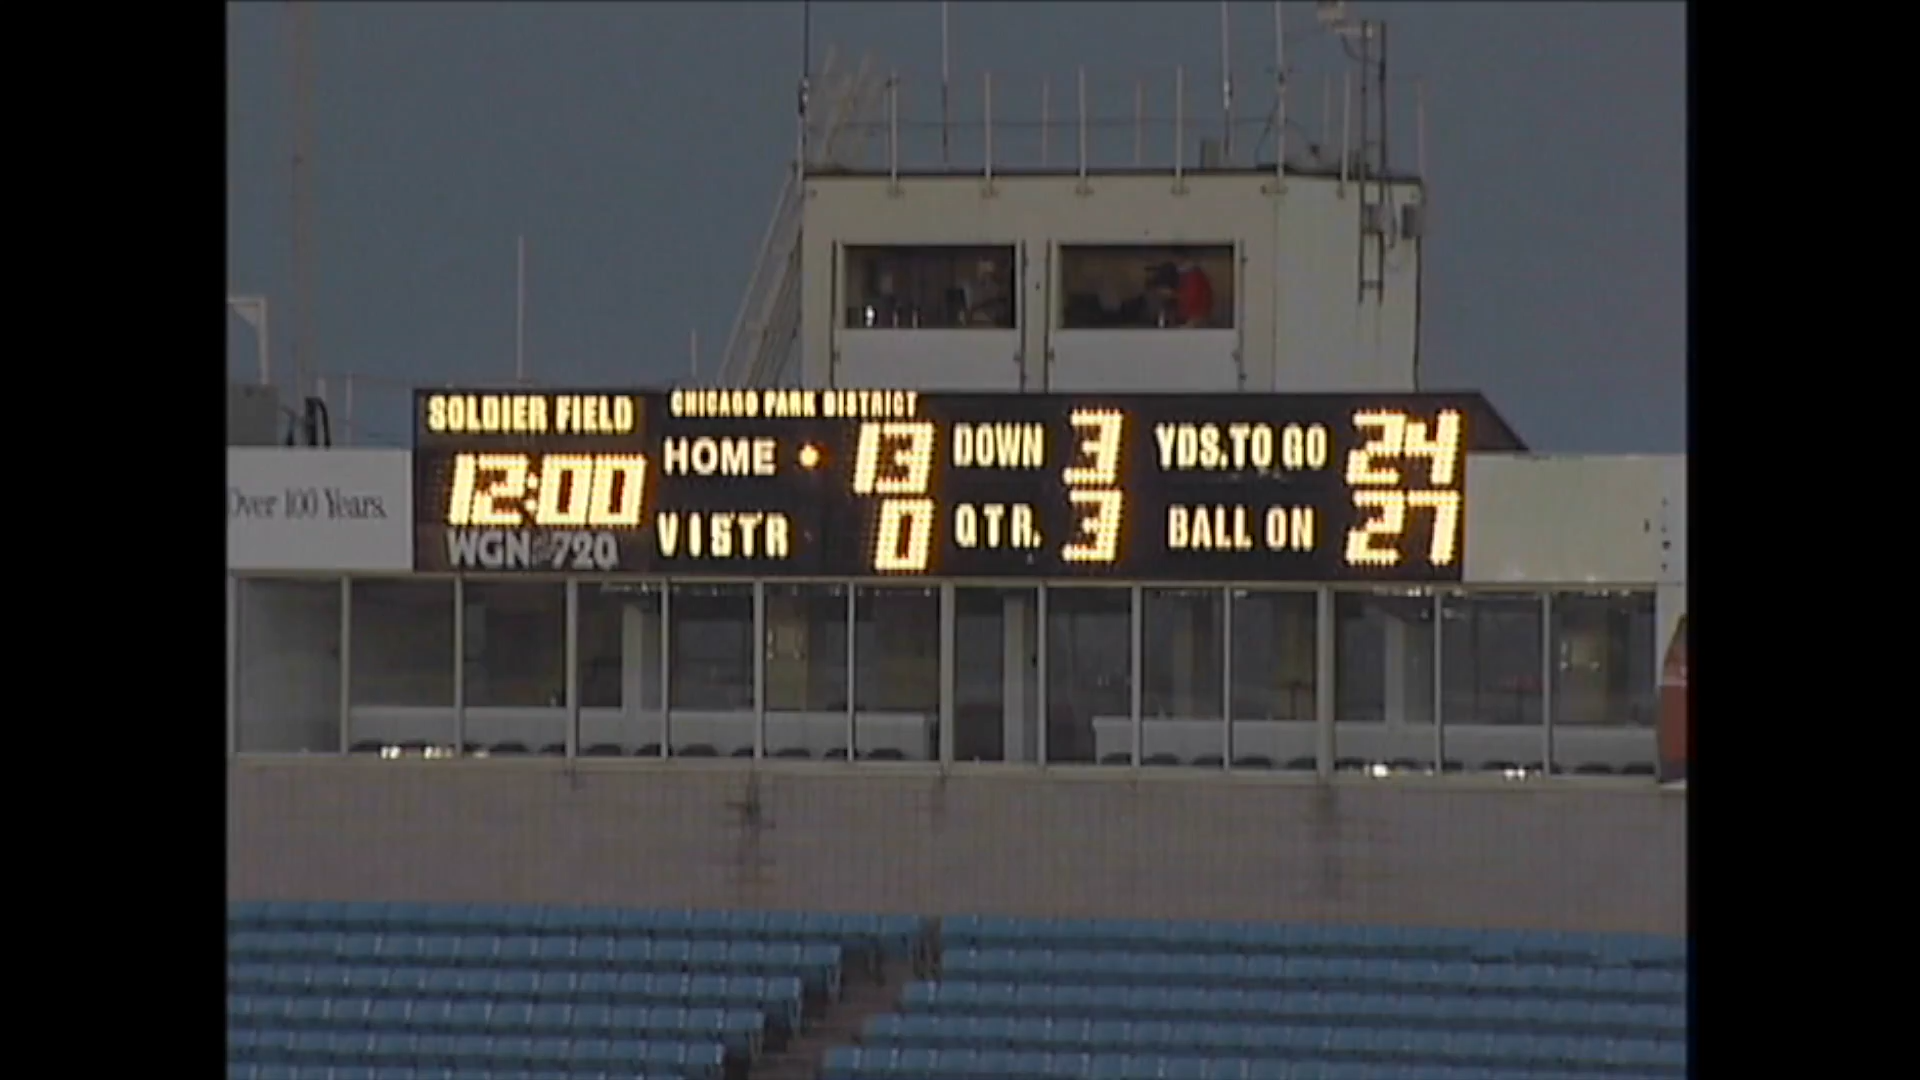 SOLDIER FIELD CHICAGO PARK DISTRICT
HOME 13 DOWN 3 YDS. TO GO 24
12:00
VISTR 0 QTR. 3 BALL ON 27
WGN 720
Over 100 Years.